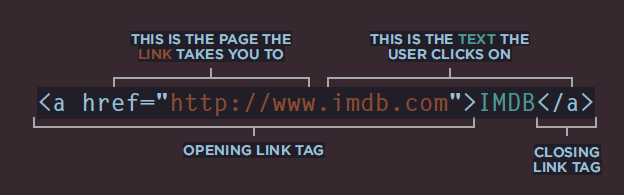 THIS IS THE PAGE THE
LINK TAKES YOU TO
THIS IS THE TEXT THE
USER CLICKS ON
<a href="http://www.imdb.com">IMDB</a>
OPENING LINK TAG
CLOSING
LINK TAG